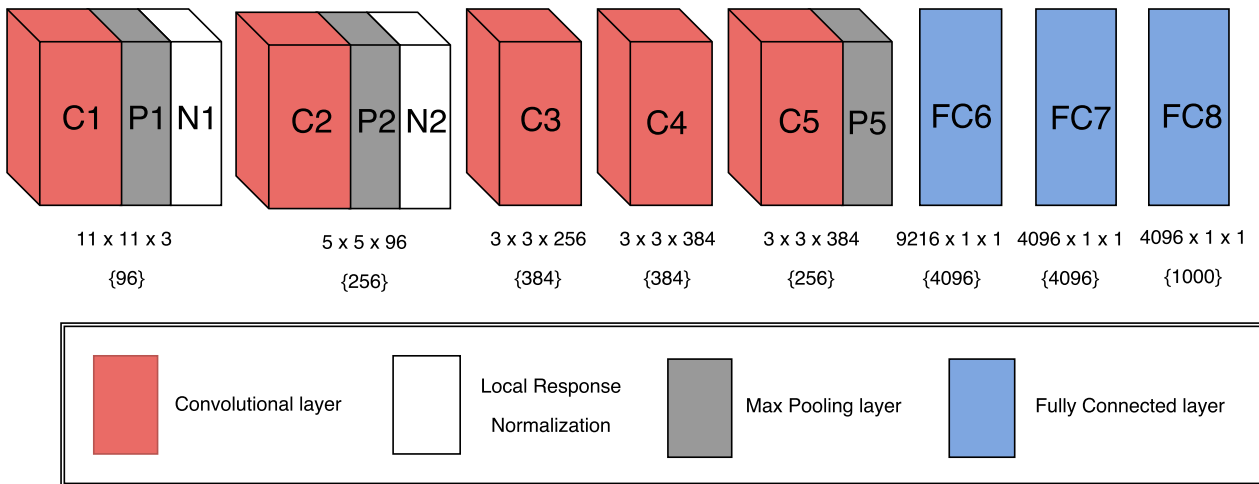 C1 P1 N1 C2 P2 N2 C3 C4 C5 P5 FC6 FC7 FC8
11 x 11 x 3 5 x 5 x 96 3 x 3 x 256 3 x 3 x 384 3 x 3 x 384 9216 x 1 x 1 4096 x 1 x 1 4096 x 1 x 1
{96} {256} {384} {384} {256} {4096} {4096} {1000}
Convolutional layer
Local Response
Normalization
Max Pooling layer
Fully Connected layer